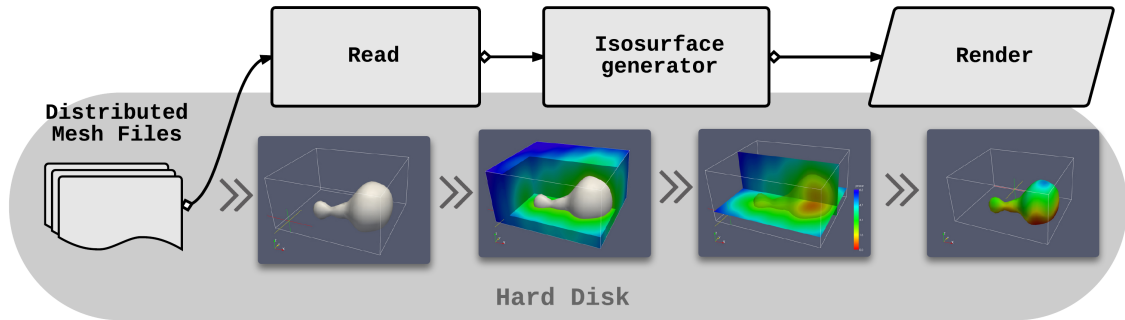 Read
Isosurface
generator
Render
Distributed
Mesh Files
Hard Disk